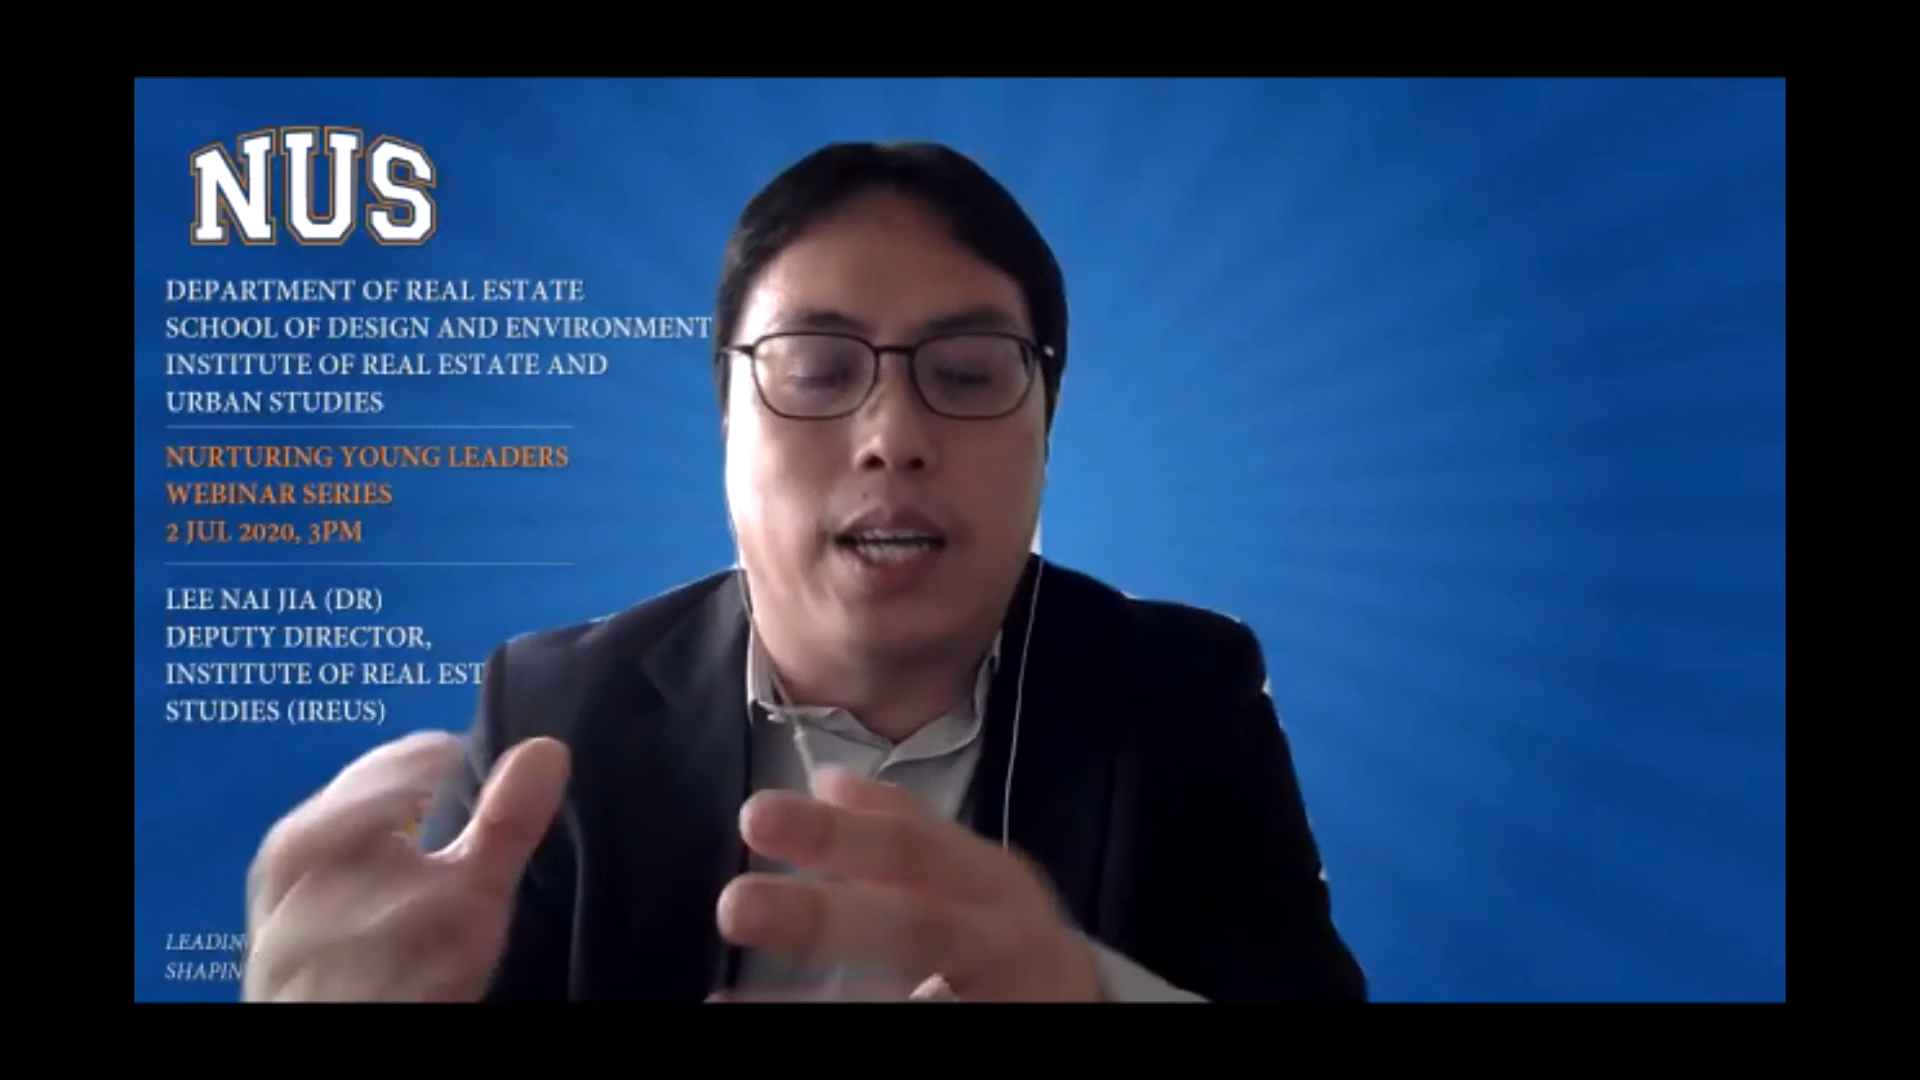 NUS
DEPARTMENT OF REAL ESTATE
SCHOOL OF DESIGN AND ENVIRONMENT
INSTITUTE OF REAL ESTATE AND
URBAN STUDIES
NURTURING YOUNG LEADERS
WEBINAR SERIES
2 JUL 2020, 3PM
LEE NAI JIA (DR)
DEPUTY DIRECTOR,
INSTITUTE OF REAL EST
STUDIES (IREUS)